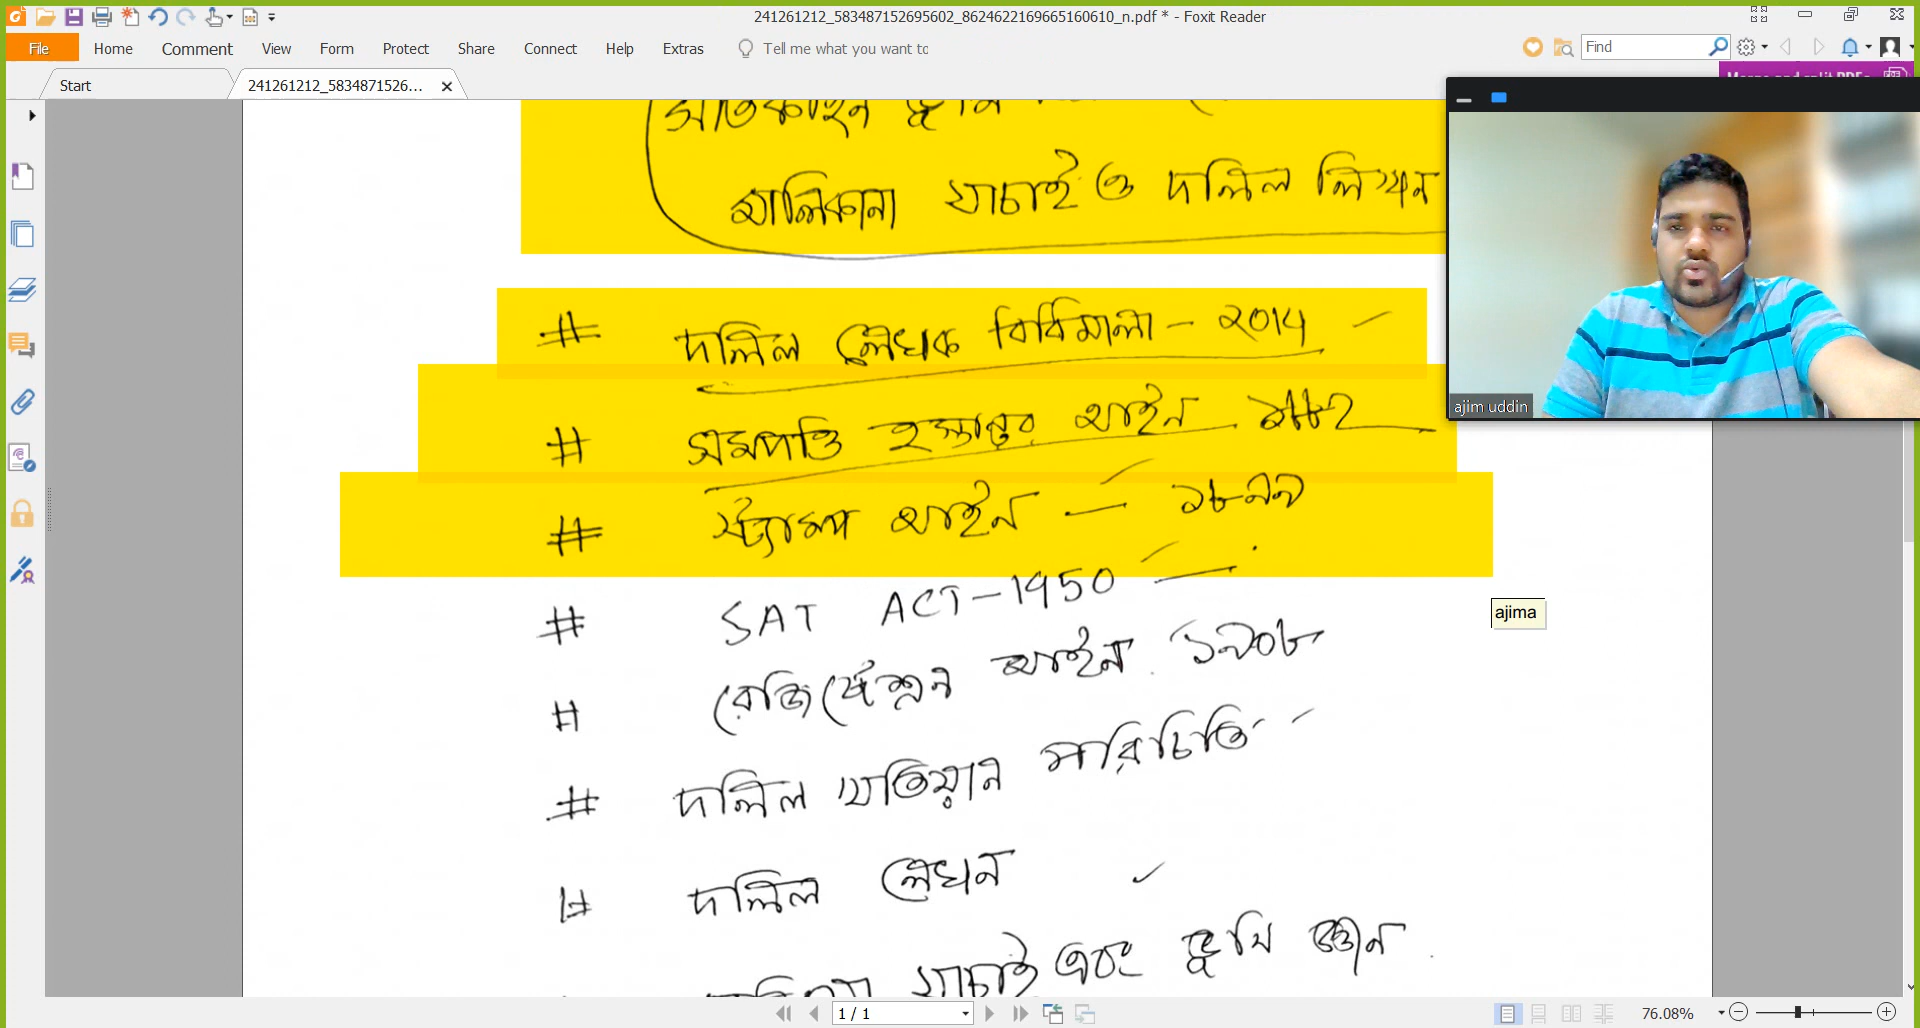 241261212_583487152695602_8624622169665160610_n.pdf * - Foxit Reader
File Home Comment View Form Protect Share Connect Help Extras Tell me what you want to Find
Start 241261212_5834871526...
মালিকানা যাচাই ও দলিল লিখন
# দলিল লেখক বিধিমালা - ২০১৪
# সম্পত্তি হস্তান্তর আইন ১৮৮২
# স্ট্যাম্প আইন — ১৮৯৯
# SAT ACT-1950
# রেজিস্ট্রেশন আইন ১৯০৮
# দলিল খতিয়ান পরিচিতি
# দলিল লেখন
যাচাই এবং ভূমি জ্ঞান
ajim uddin
ajima
1 / 1
76.08%